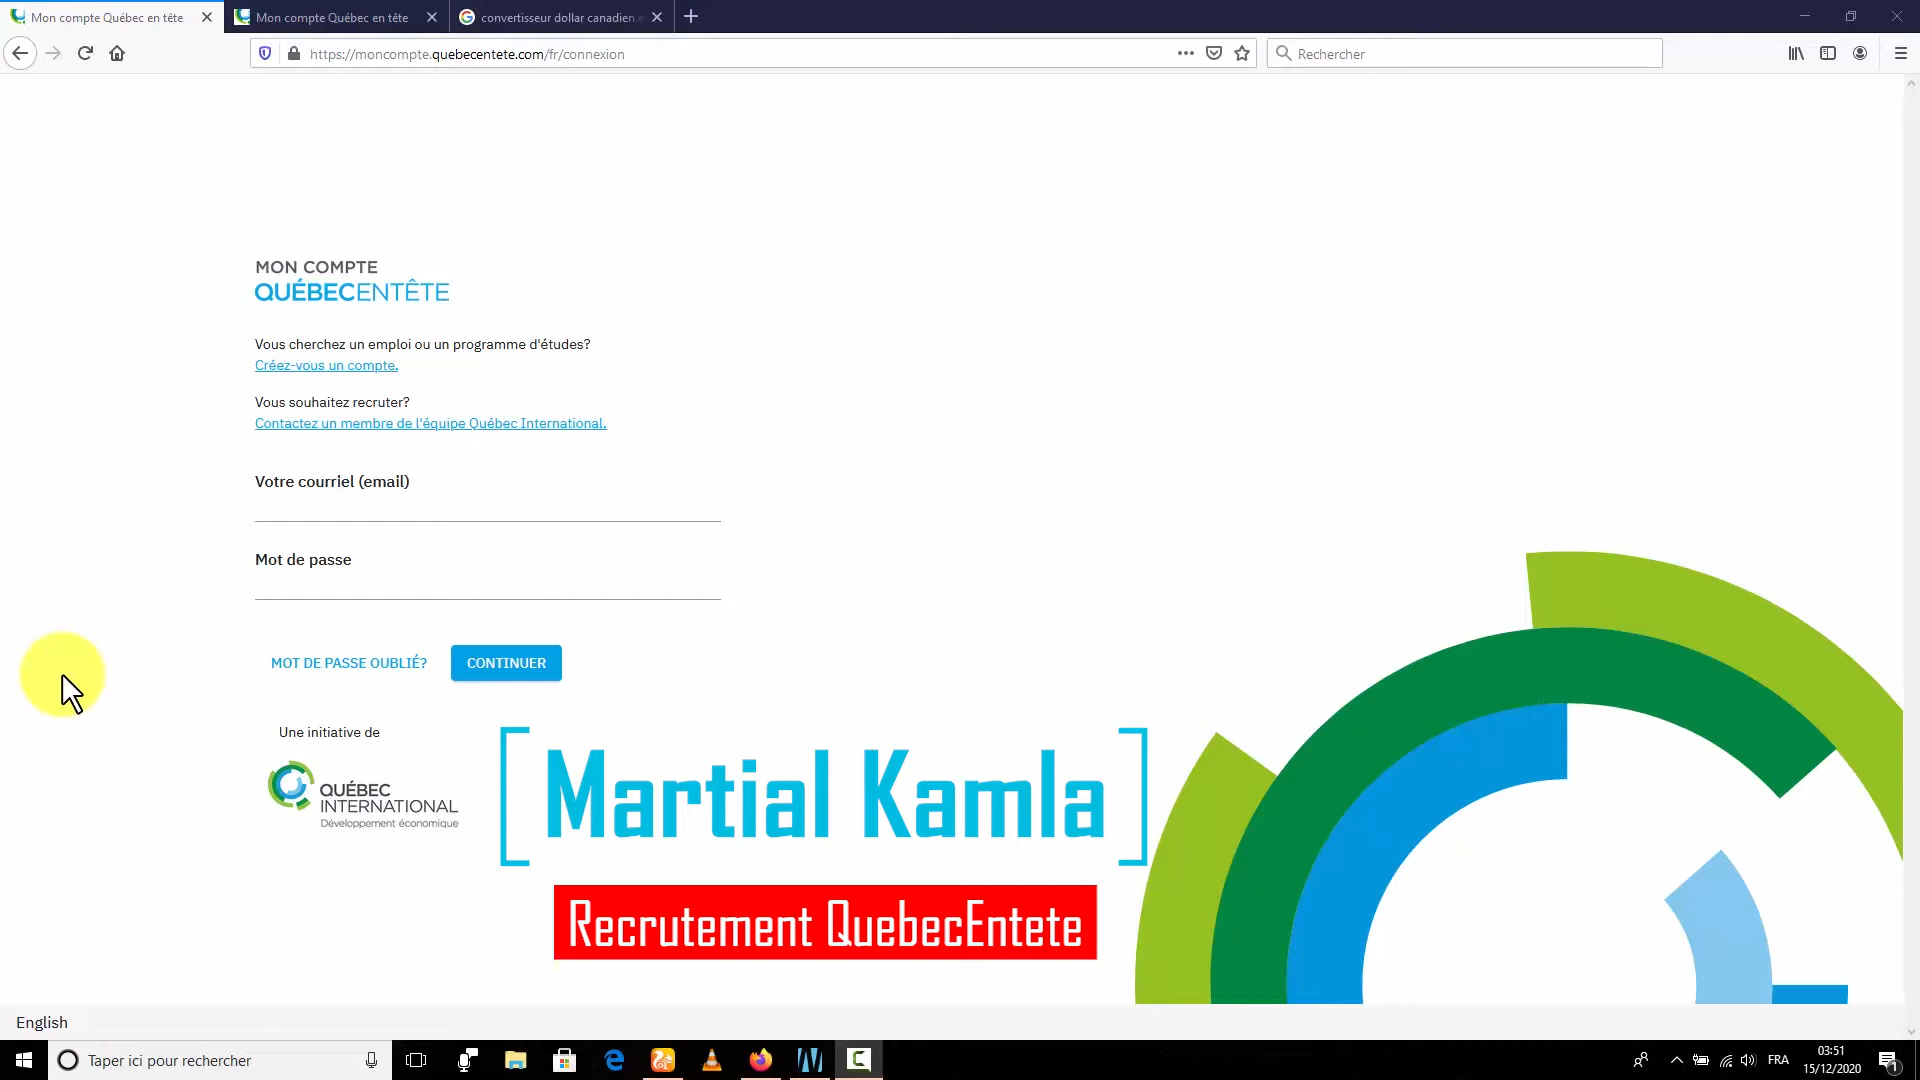 Mon compte Québec en tête
Mon compte Québec en tête
convertisseur dollar canadien e
https://moncompte.quebecentete.com/fr/connexion
Rechercher
MON COMPTE
QUÉBECENTÊTE
Vous cherchez un emploi ou un programme d'études?
Créez-vous un compte.
Vous souhaitez recruter?
Contactez un membre de l'équipe Québec International.
Votre courriel (email)
Mot de passe
MOT DE PASSE OUBLIÉ?
CONTINUER
Une initiative de
QUÉBEC
INTERNATIONAL
Développement économique
[Martial Kamla]
Recrutement QuebecEntete
English
Taper ici pour rechercher
FRA
03:51
15/12/2020
1